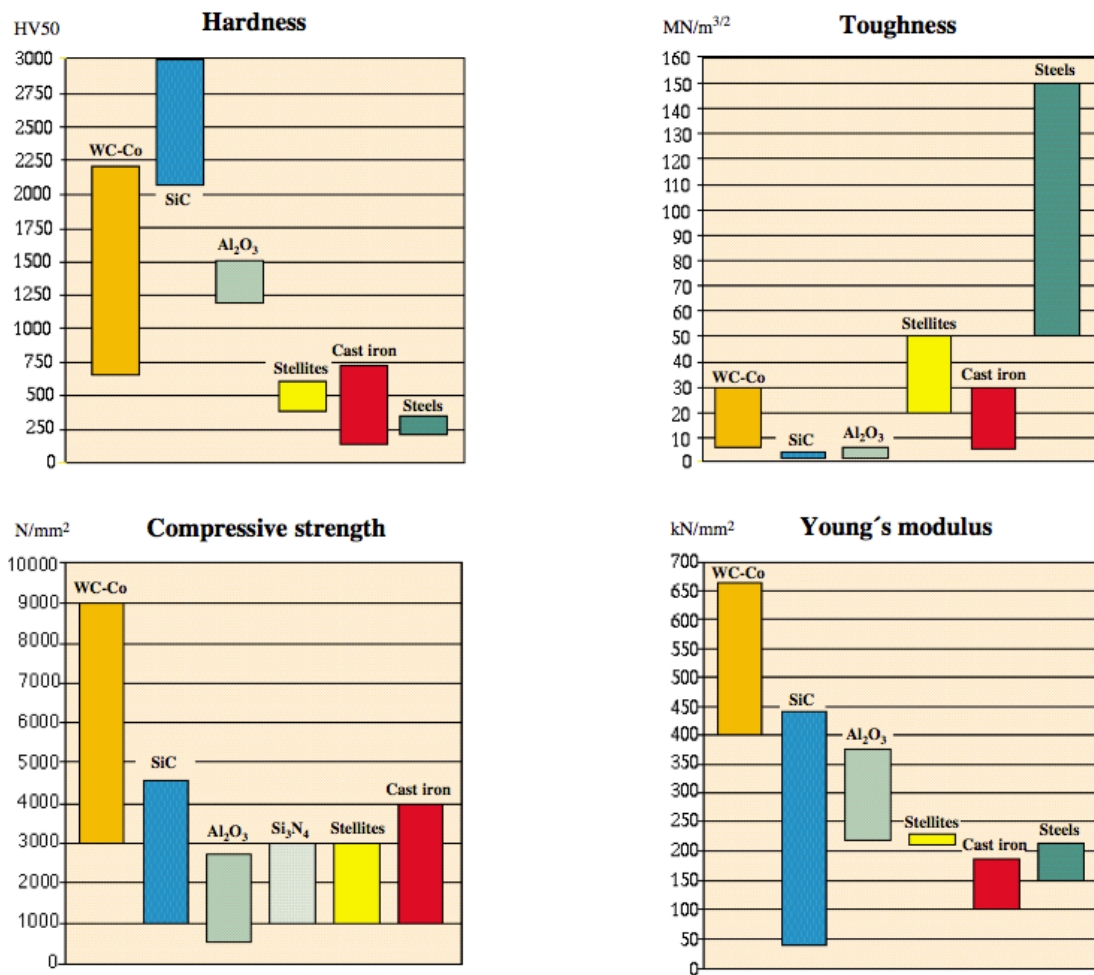 HV50 Hardness
3000
2750
2500
2250
2000
1750
1500
1250
1000
750
500
250
0
WC-Co
SiC
Al₂O₃
Stellites
Cast iron
Steels
MN/m³/² Toughness
160
150
140
130
120
110
100
90
80
70
60
50
40
30
20
10
0
WC-Co
SiC
Al₂O₃
Stellites
Cast iron
Steels
N/mm² Compressive strength
10000
9000
8000
7000
6000
5000
4000
3000
2000
1000
0
WC-Co
SiC
Al₂O₃
Si₃N₄
Stellites
Cast iron
kN/mm² Young´s modulus
700
650
600
550
500
450
400
350
300
250
200
150
100
50
0
WC-Co
SiC
Al₂O₃
Stellites
Cast iron
Steels